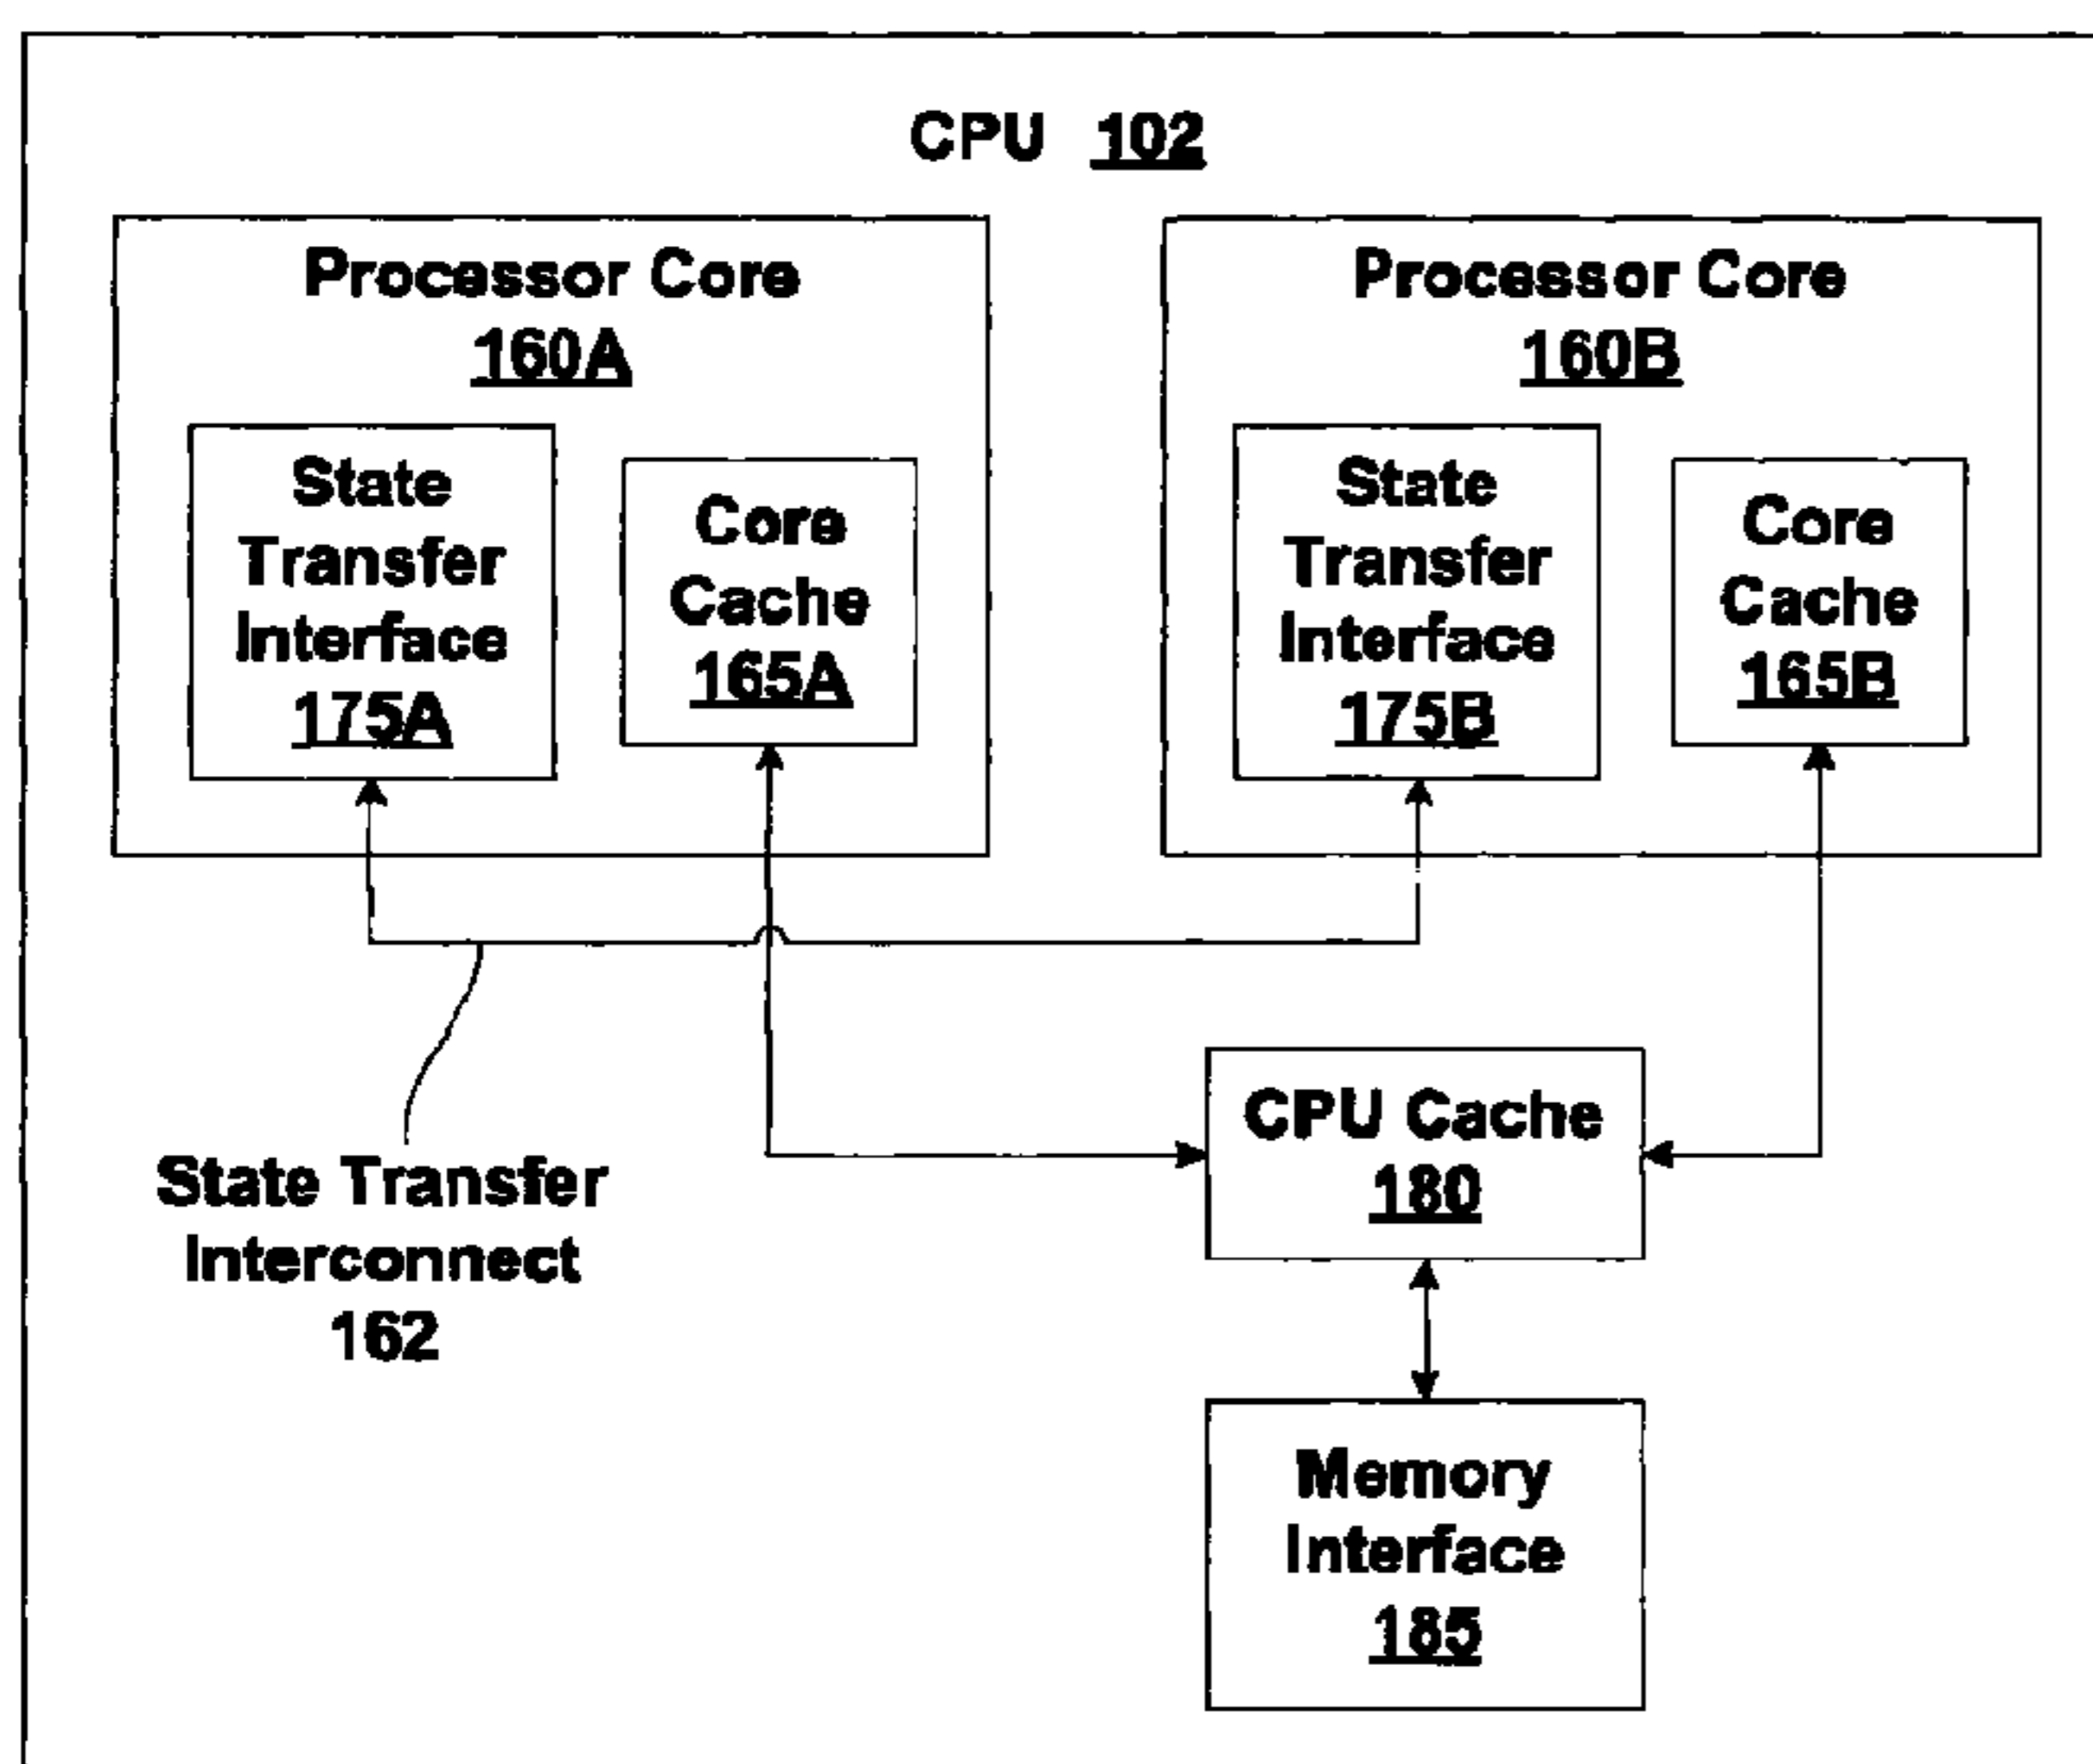 CPU 102
Processor Core
160A
State
Transfer
Interface
175A
Core
Cache
165A
Processor Core
160B
State
Transfer
Interface
175B
Core
Cache
165B
State Transfer
Interconnect
162
CPU Cache
180
Memory
Interface
185